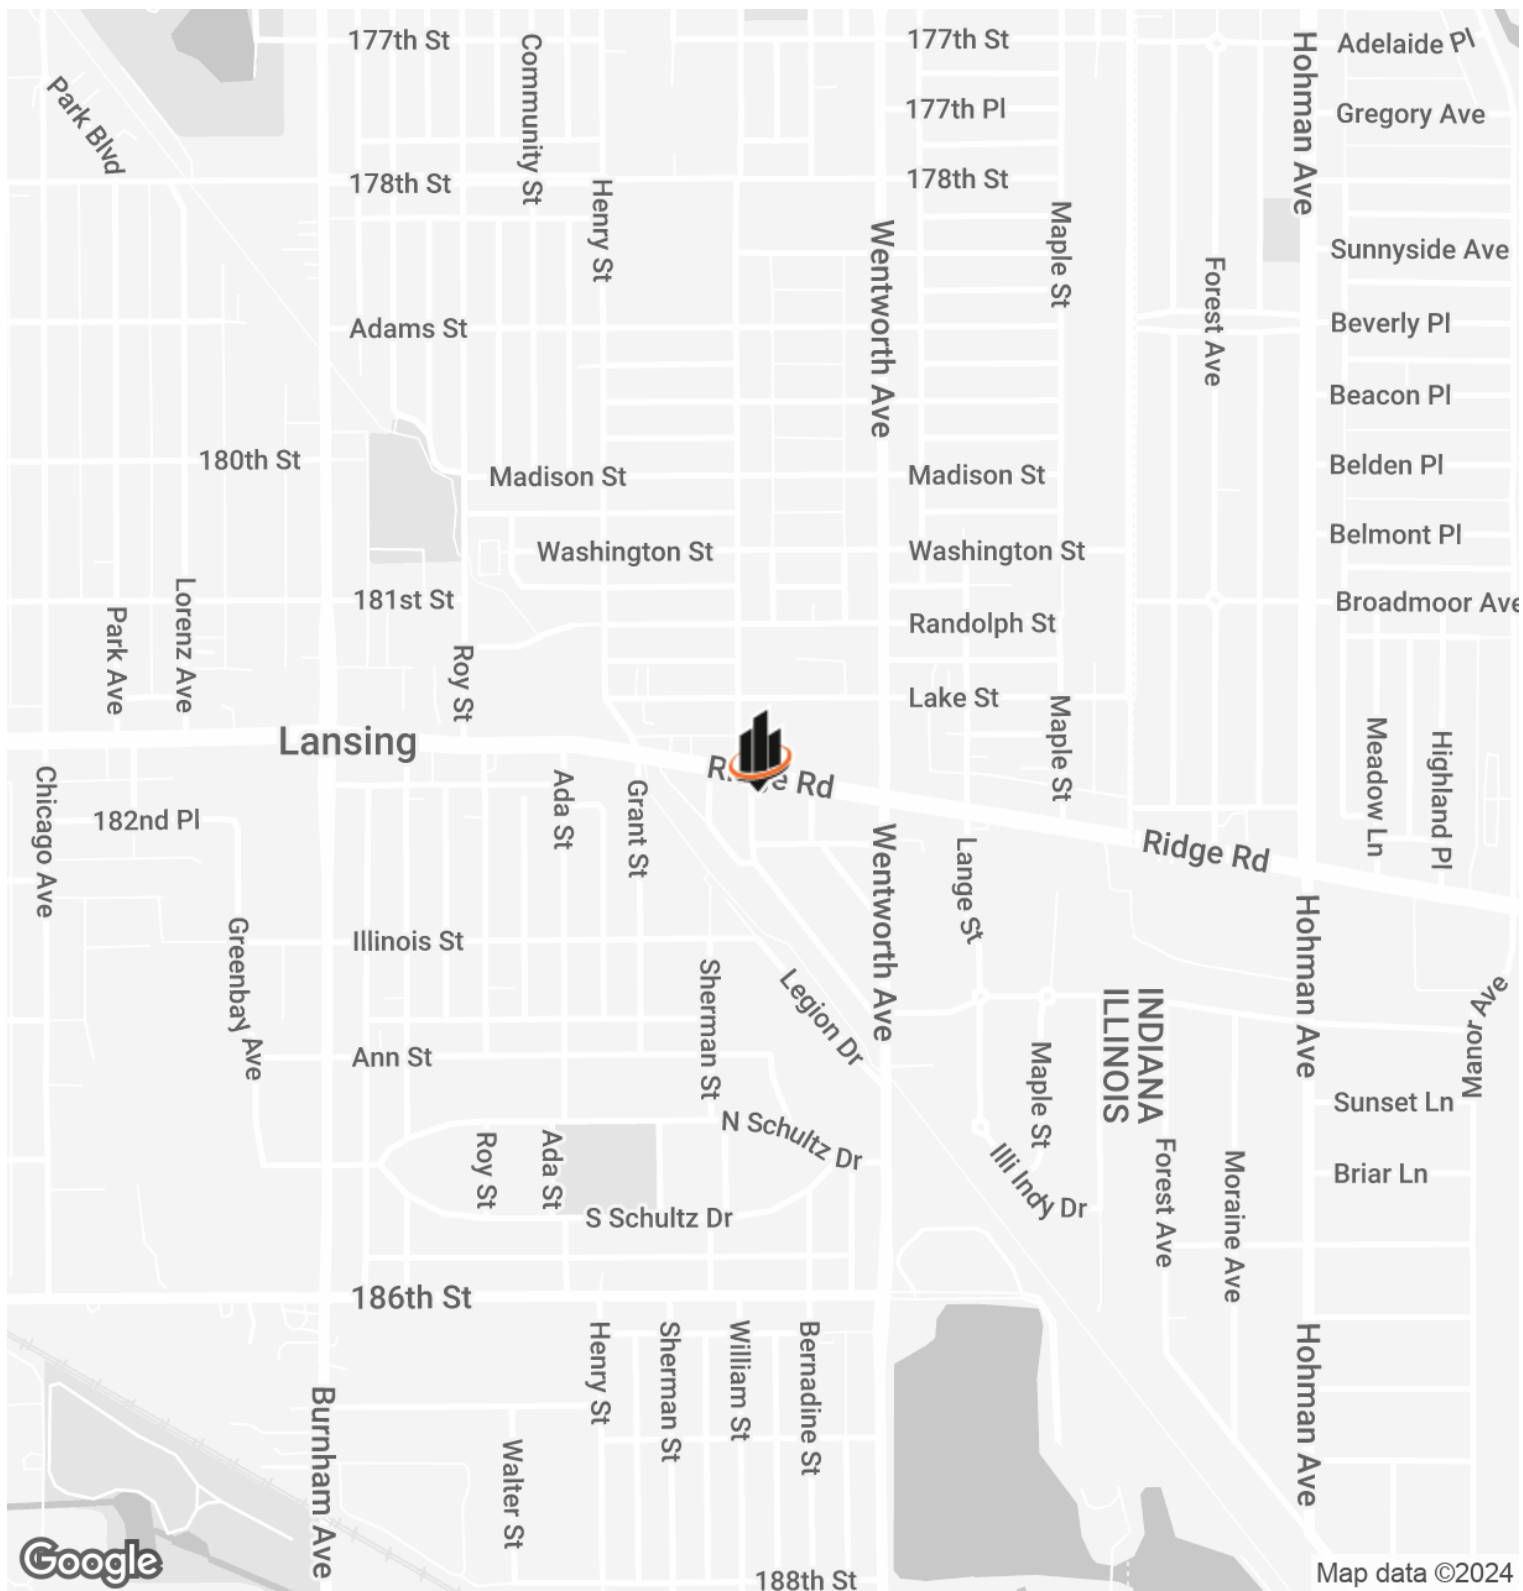 177th St
177th St
Adelaide Pl
Community St
Hohman Ave
Park Blvd
177th Pl
Gregory Ave
178th St
178th St
Henry St
Maple St
Wentworth Ave
Sunnyside Ave
Forest Ave
Adams St
Beverly Pl
Beacon Pl
180th St
Madison St
Madison St
Belden Pl
Washington St
Washington St
Belmont Pl
Lorenz Ave
181st St
Park Ave
Broadmoor Ave
Randolph St
Roy St
Lake St
Maple St
Meadow Ln
Highland Pl
Lansing
Ridge Rd
Chicago Ave
Ada St
Grant St
182nd Pl
Wentworth Ave
Lange St
Ridge Rd
Hohman Ave
Greenbay Ave
Illinois St
Sherman St
Legion Dr
INDIANA
ILLINOIS
Manor Ave
Ann St
Maple St
Sunset Ln
N Schultz Dr
Roy St
Ada St
Illi Indy Dr
Forest Ave
Moraine Ave
Briar Ln
S Schultz Dr
186th St
Henry St
Sherman St
William St
Bernadine St
Hohman Ave
Burnham Ave
Walter St
Google
188th St
Map data ©2024